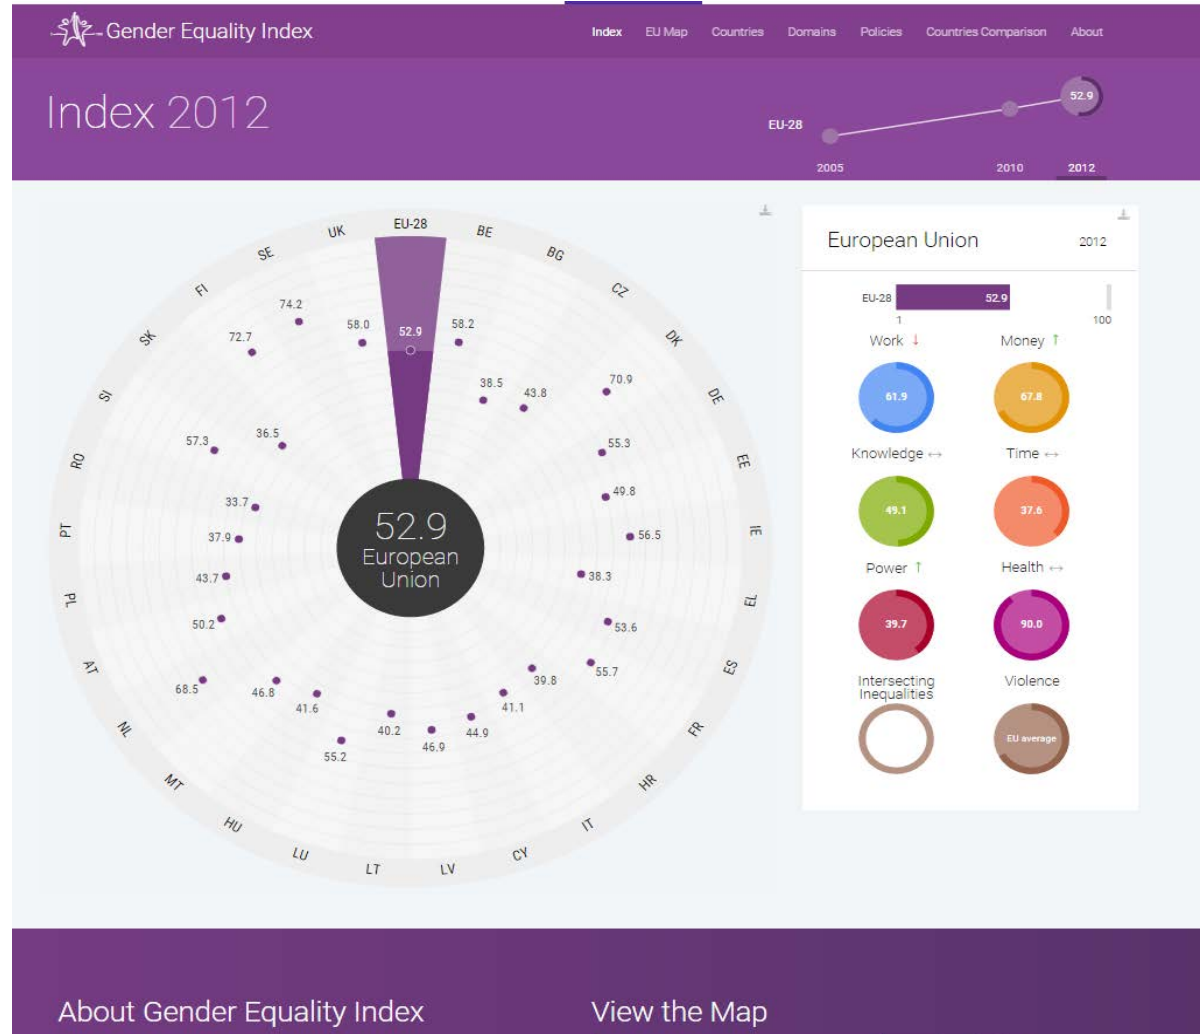 Gender Equality Index
Index EU Map Countries Domains Policies Countries Comparison About
Index 2012
EU-28
52.9
2005 2010 2012
EU-28
BE
BG
CZ
DK
DE
EE
IE
EL
ES
FR
HR
IT
CY
LV
LT
LU
HU
MT
NL
AT
PL
PT
RO
SI
SK
FI
SE
UK
52.9
58.2
38.5
43.8
70.9
55.3
49.8
56.5
38.3
53.6
55.7
39.8
41.1
44.9
46.9
40.2
55.2
41.6
46.8
68.5
50.2
43.7
37.9
33.7
57.3
36.5
72.7
74.2
58.0
52.9
European
Union
European Union 2012
EU-28 52.9
1 100
Work ↓ Money ↑
61.9 67.8
Knowledge ↔ Time ↔
49.1 37.6
Power ↑ Health ↔
39.7 90.0
Intersecting
Inequalities
Violence
EU average
About Gender Equality Index
View the Map